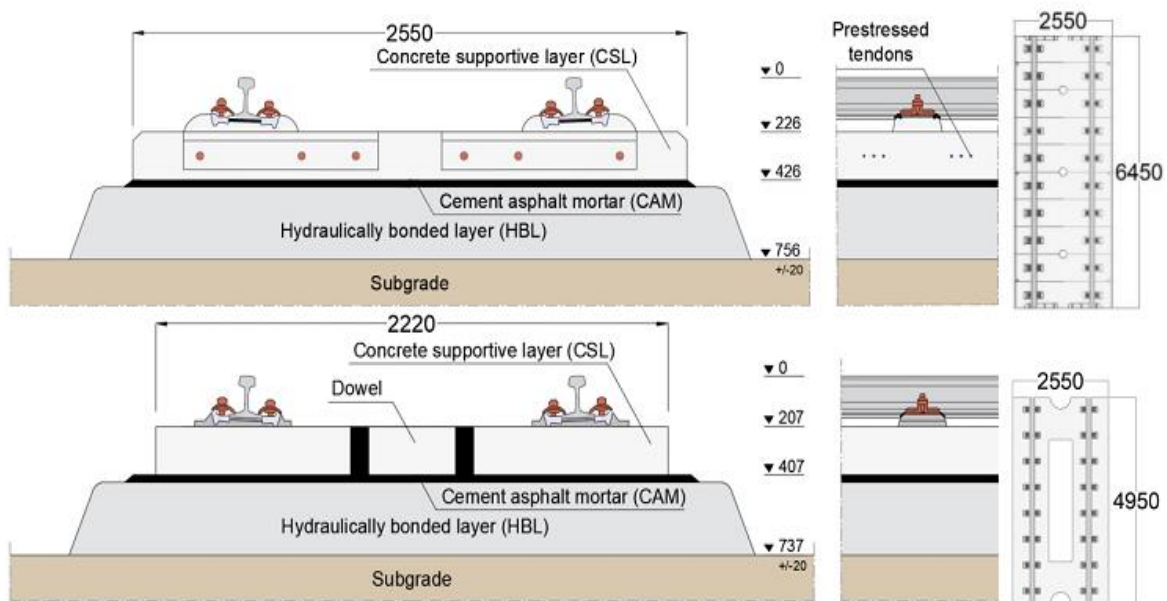 2550
Concrete supportive layer (CSL)
▼ 0
▼ 226
▼ 426
Cement asphalt mortar (CAM)
Hydraulically bonded layer (HBL)
▼ 756
+/-20
Subgrade
Prestressed
tendons
2550
6450
2220
Concrete supportive layer (CSL)
Dowel
▼ 0
▼ 207
▼ 407
Cement asphalt mortar (CAM)
Hydraulically bonded layer (HBL)
▼ 737
+/-20
Subgrade
2550
4950